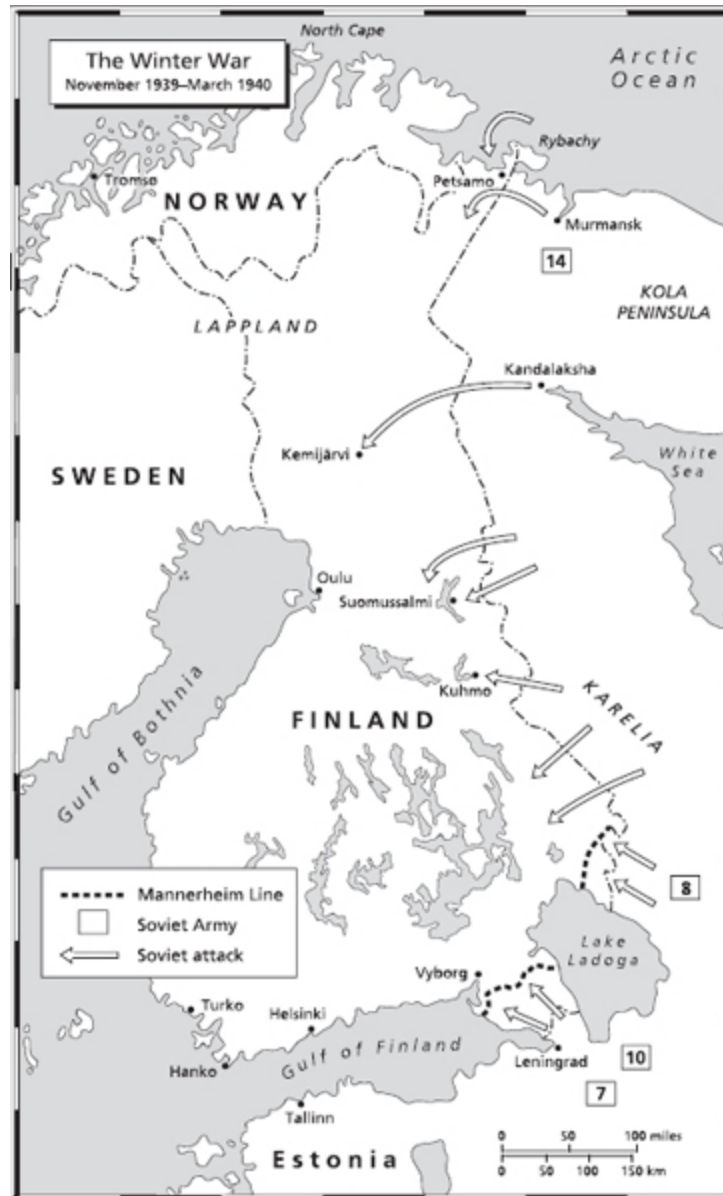 The Winter War
November 1939–March 1940
North Cape
Arctic
Ocean
Rybachy
Tromsø
Petsamo
NORWAY
Murmansk
14
KOLA
PENINSULA
LAPPLAND
Kandalaksha
Kemijárvi
White
Sea
SWEDEN
Oulu
Suomussalmi
Kuhmo
KARELIA
FINLAND
Gulf of Bothnia
Mannerheim Line
Soviet Army
Soviet attack
8
Lake
Ladoga
Vyborg
Turko
Helsinki
Gulf of Finland
Hanko
Leningrad
10
7
Tallinn
Estonia
0 50 100 miles
0 50 100 150 km